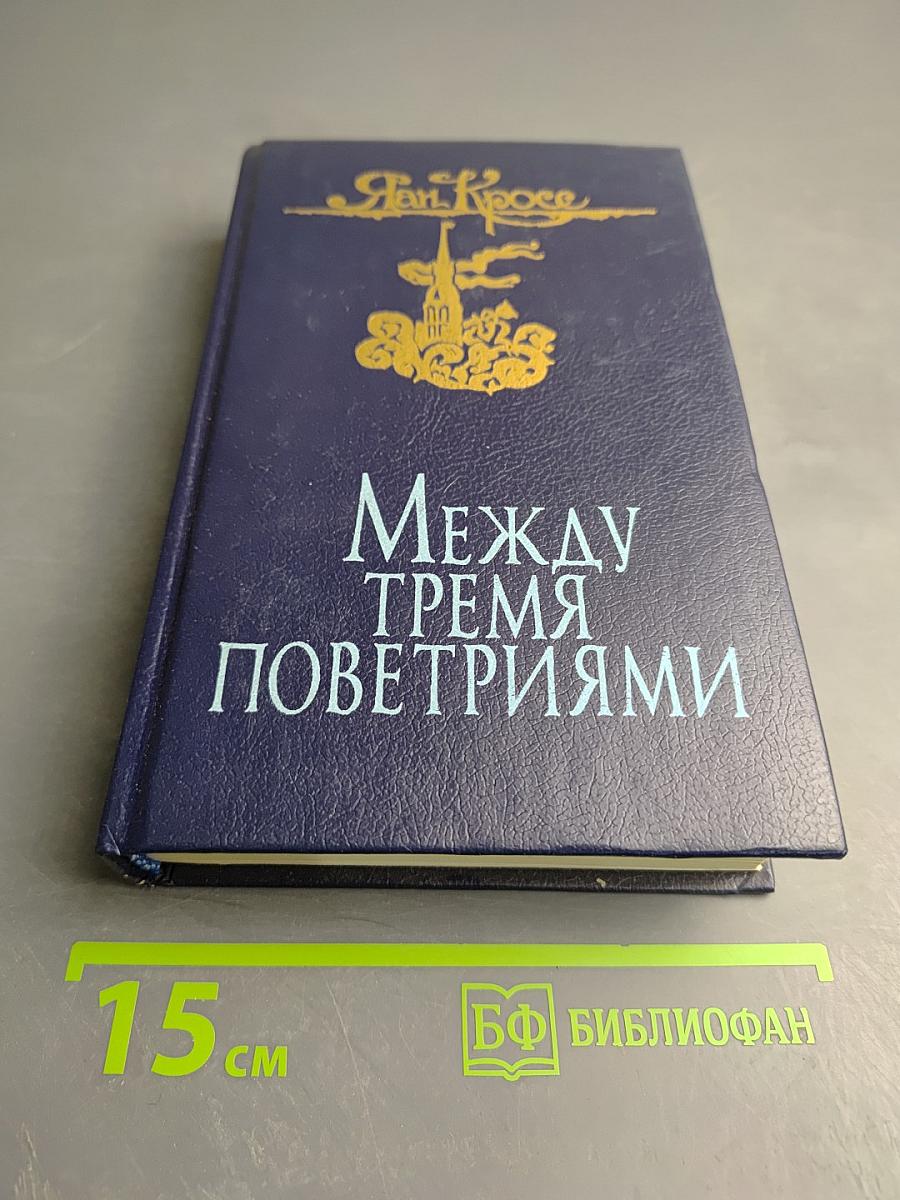 Яан Кросс
Между
тремя
поветриями
15 см
БФ БИБЛИОФАН